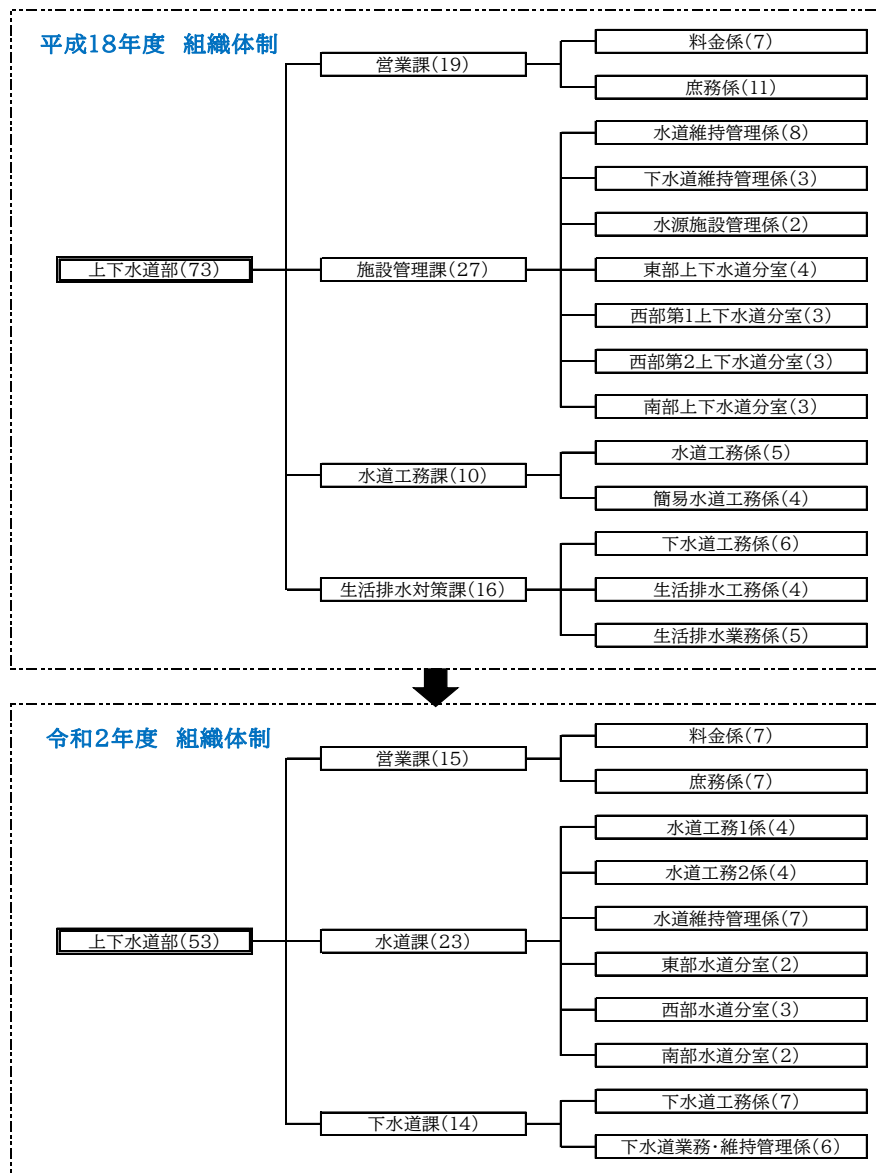 平成18年度 組織体制
営業課(19)
料金係(7)
庶務係(11)
上下水道部(73)
施設管理課(27)
水道維持管理係(8)
下水道維持管理係(3)
水源施設管理係(2)
東部上下水道分室(4)
西部第1上下水道分室(3)
西部第2上下水道分室(3)
南部上下水道分室(3)
水道工務課(10)
水道工務係(5)
簡易水道工務係(4)
生活排水対策課(16)
下水道工務係(6)
生活排水工務係(4)
生活排水業務係(5)
令和2年度 組織体制
営業課(15)
料金係(7)
庶務係(7)
上下水道部(53)
水道課(23)
水道工務1係(4)
水道工務2係(4)
水道維持管理係(7)
東部水道分室(2)
西部水道分室(3)
南部水道分室(2)
下水道課(14)
下水道工務係(7)
下水道業務・維持管理係(6)